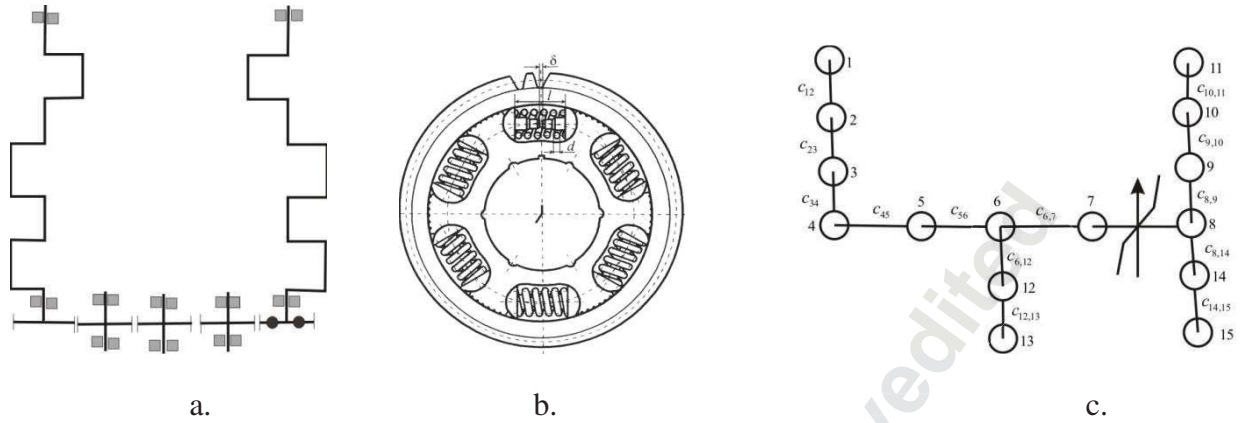 δ
l
d
1
c12
2
c23
3
c34
4
c45
5
c56
6
c6,7
7
c6,12
12
c12,13
13
11
c10,11
10
c9,10
9
c8,9
8
c8,14
14
c14,15
15
vedited
a.
b.
c.